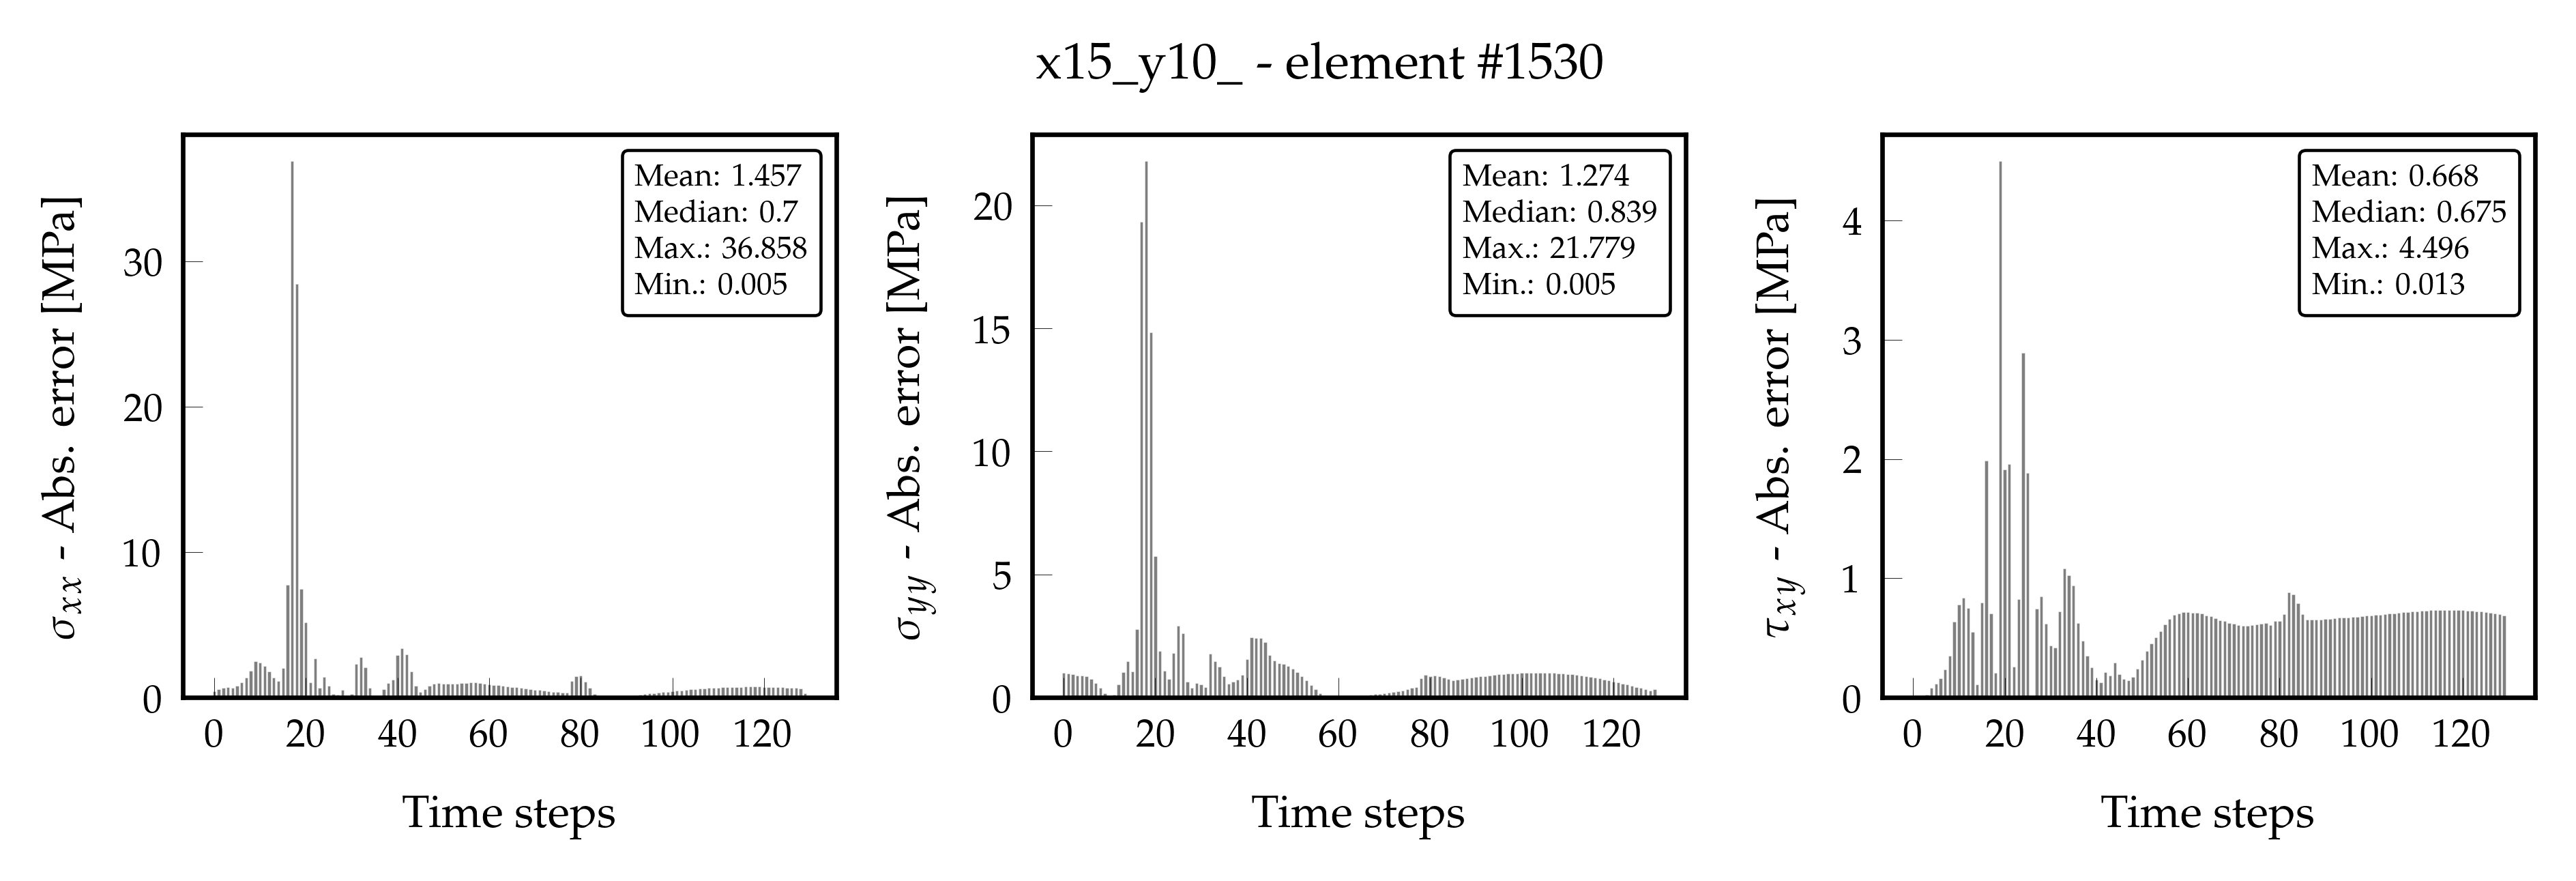 x15_y10_ - element #1530
σxx - Abs. error [MPa]
30
20
10
0
Mean: 1.457
Median: 0.7
Max.: 36.858
Min.: 0.005
0 20 40 60 80 100 120
Time steps
σyy - Abs. error [MPa]
20
15
10
5
0
Mean: 1.274
Median: 0.839
Max.: 21.779
Min.: 0.005
0 20 40 60 80 100 120
Time steps
τxy - Abs. error [MPa]
4
3
2
1
0
Mean: 0.668
Median: 0.675
Max.: 4.496
Min.: 0.013
0 20 40 60 80 100 120
Time steps